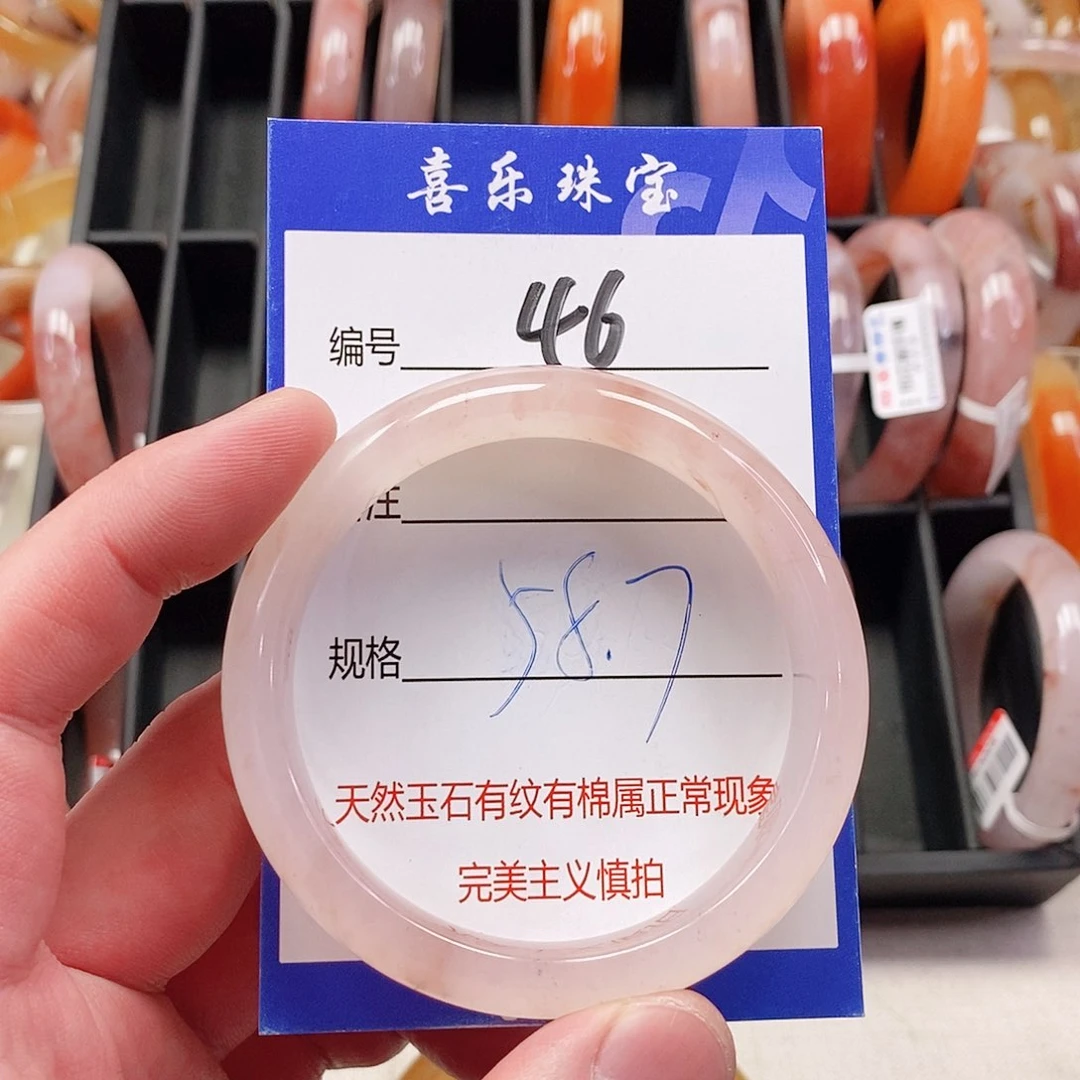 喜乐珠宝
编号 46
注
规格 58.7
天然玉石有纹有棉属正常现象
完美主义慎拍